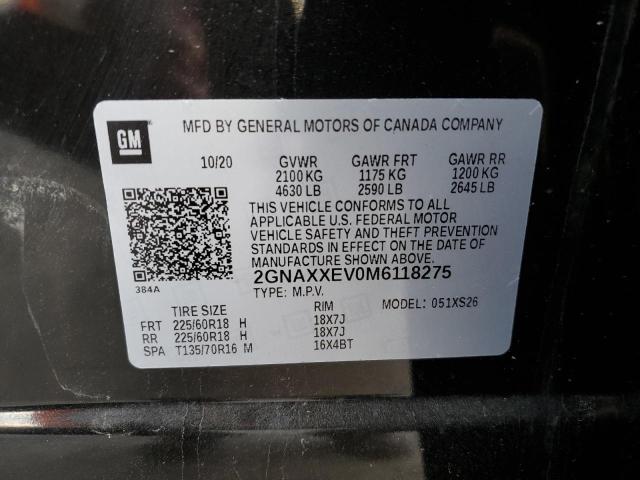 GM
MFD BY GENERAL MOTORS OF CANADA COMPANY
10/20 GVWR GAWR FRT GAWR RR
2100 KG 1175 KG 1200 KG
4630 LB 2590 LB 2645 LB
THIS VEHICLE CONFORMS TO ALL
APPLICABLE U.S. FEDERAL MOTOR
VEHICLE SAFETY AND THEFT PREVENTION
STANDARDS IN EFFECT ON THE DATE OF
MANUFACTURE SHOWN ABOVE.
384A
2GNAXXEV0M6118275
TYPE: M.P.V. MODEL: 051XS26
TIRE SIZE RIM
FRT 225/60R18 H 18X7J
RR 225/60R18 H 18X7J
SPA T135/70R16 M 16X4BT